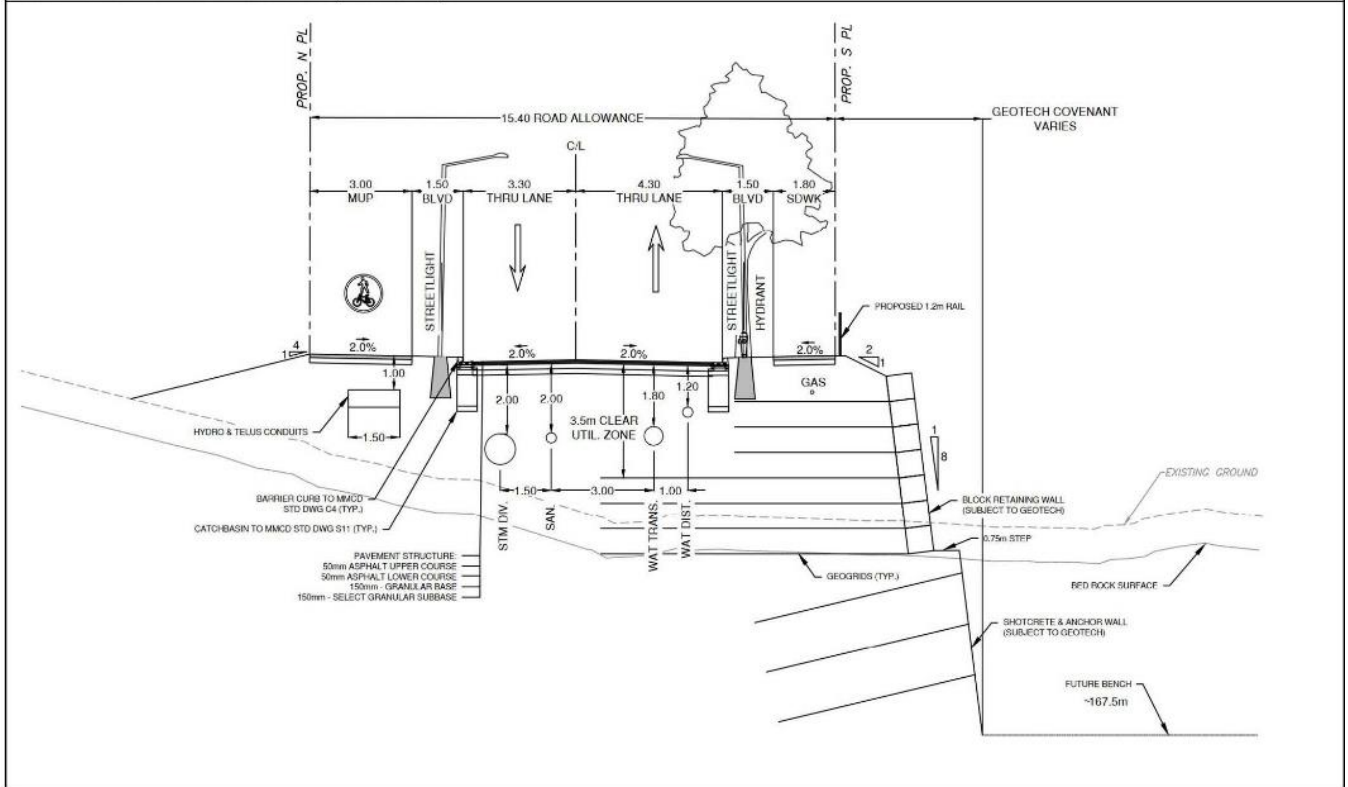 PROP. N PL
PROP. S PL
15.40 ROAD ALLOWANCE
GEOTECH COVENANT
VARIES
C/L
3.00
MUP
1.50
BLVD
3.30
THRU LANE
4.30
THRU LANE
1.50
BLVD
1.80
SDWK
STREETLIGHT
STREETLIGHT
HYDRANT
PROPOSED 1.2m RAIL
4
1
2.0%
2.0%
2.0%
2.0%
2
1
1.00
GAS
2.00
2.00
1.80
1.20
3.5m CLEAR
UTIL. ZONE
HYDRO & TELUS CONDUITS
1.50
1
8
EXISTING GROUND
1.50
3.00
1.00
BARRIER CURB TO MMCD
STD DWG C4 (TYP.)
BLOCK RETAINING WALL
(SUBJECT TO GEOTECH)
CATCHBASIN TO MMCD STD DWG S11 (TYP.)
STM DIV.
SAN.
WAT TRANS.
WAT DIST.
0.75m STEP
PAVEMENT STRUCTURE:
50mm ASPHALT UPPER COURSE
50mm ASPHALT LOWER COURSE
150mm - GRANULAR BASE
150mm - SELECT GRANULAR SUBBASE
GEOGRIDS (TYP.)
BED ROCK SURFACE
SHOTCRETE & ANCHOR WALL
(SUBJECT TO GEOTECH)
FUTURE BENCH
~167.5m